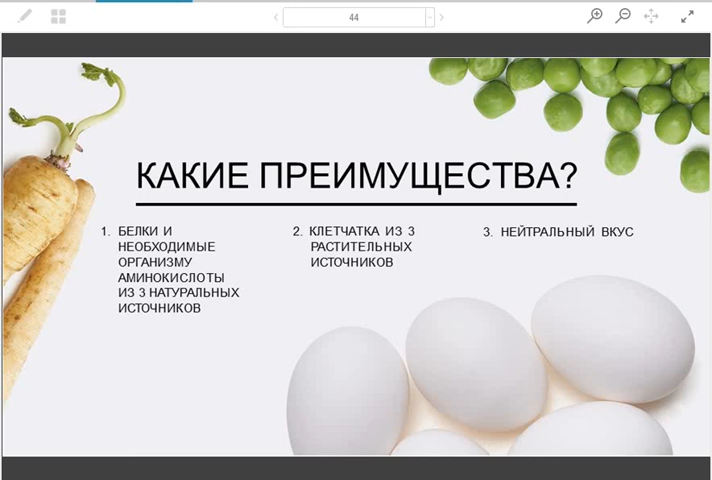 44
КАКИЕ ПРЕИМУЩЕСТВА?
1. БЕЛКИ И
НЕОБХОДИМЫЕ
ОРГАНИЗМУ
АМИНОКИСЛОТЫ
ИЗ 3 НАТУРАЛЬНЫХ
ИСТОЧНИКОВ
2. КЛЕТЧАТКА ИЗ 3
РАСТИТЕЛЬНЫХ
ИСТОЧНИКОВ
3. НЕЙТРАЛЬНЫЙ ВКУС